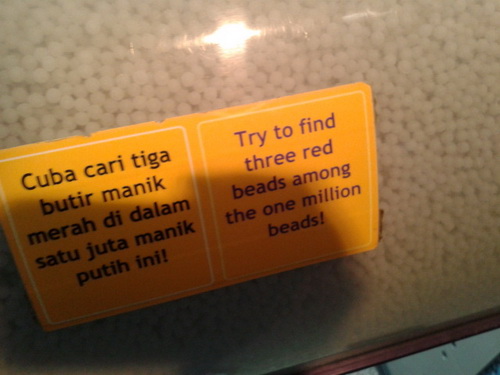 Cuba cari tiga
butir manik
merah di dalam
satu juta manik
putih ini!
Try to find
three red
beads among
the one million
beads!